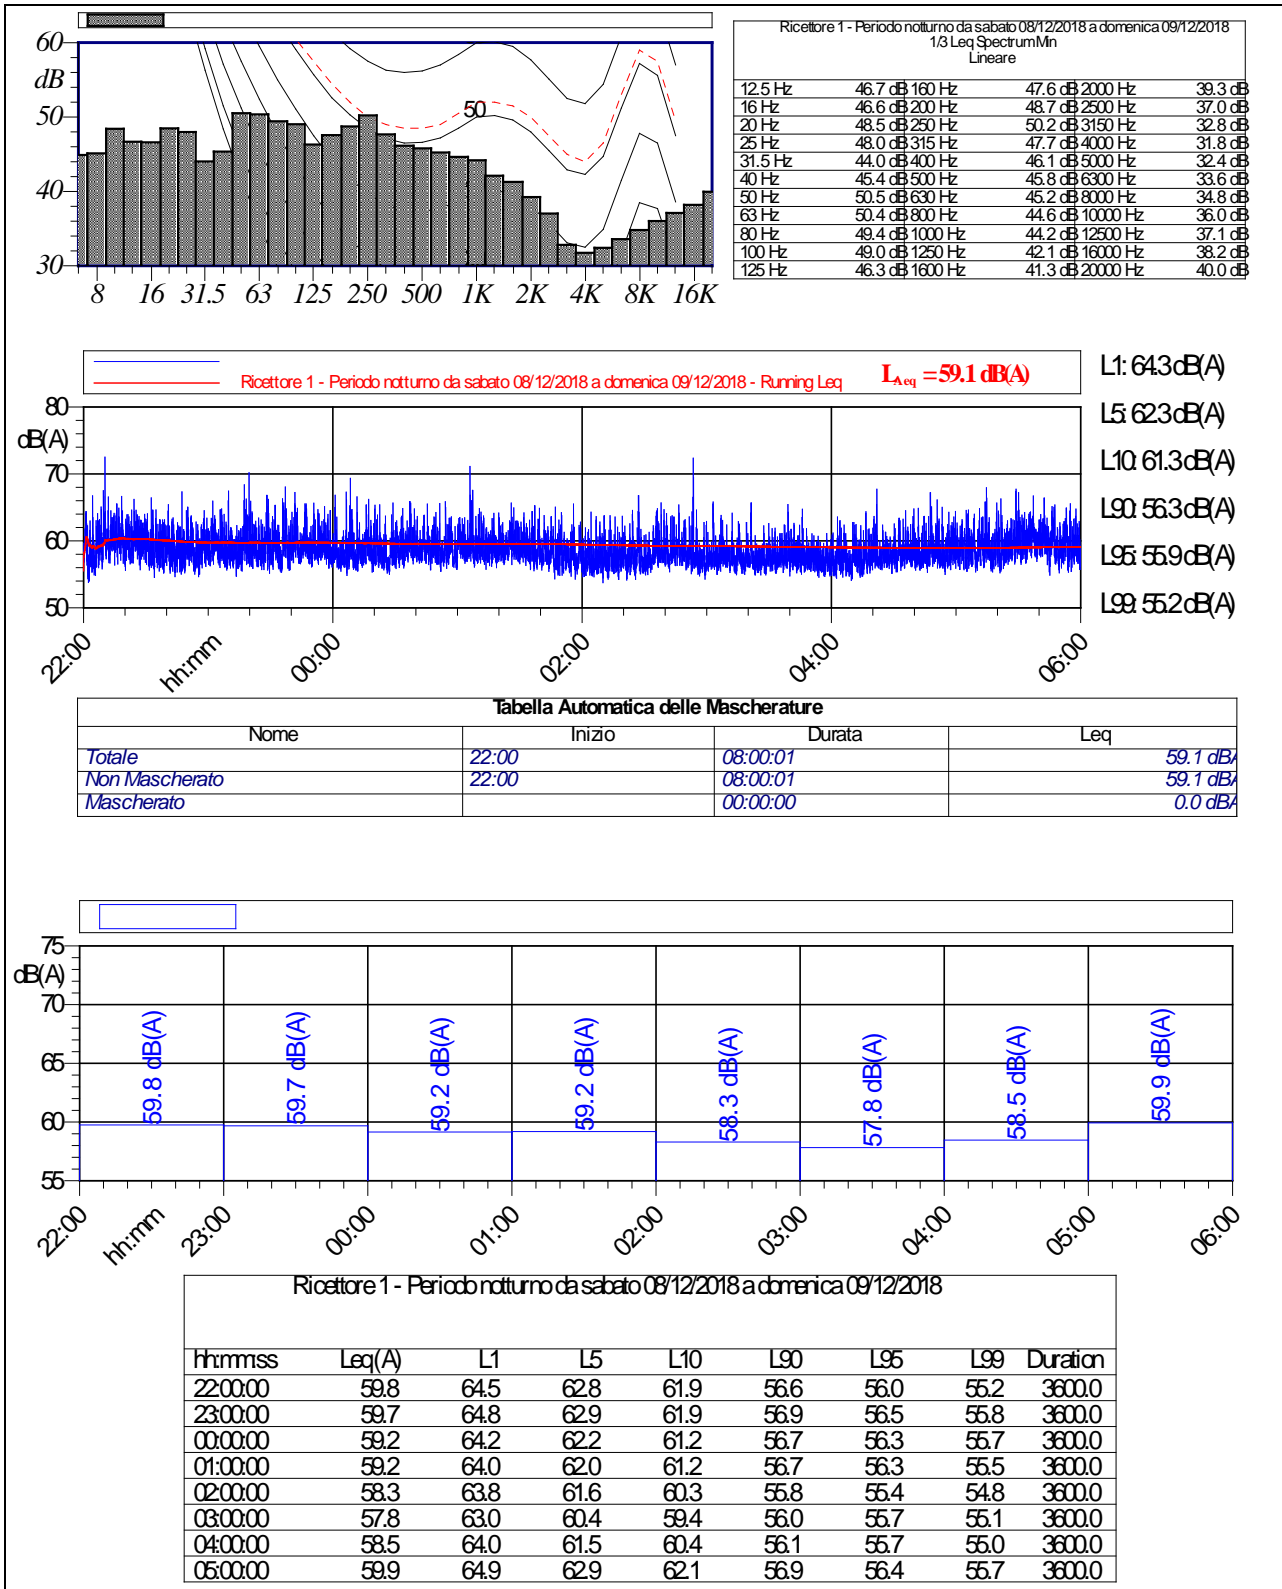 Ricettore 1 - Periodo notturno da sabato 08/12/2018 a domenica 09/12/2018
1/3 Leq Spectrum Min
Lineare
12.5 Hz 46.7 dB 160 Hz 47.6 dB 2000 Hz 39.3 dB
16 Hz 46.6 dB 200 Hz 48.7 dB 2500 Hz 37.0 dB
20 Hz 48.5 dB 250 Hz 50.2 dB 3150 Hz 32.8 dB
25 Hz 48.0 dB 315 Hz 47.7 dB 4000 Hz 31.8 dB
31.5 Hz 44.0 dB 400 Hz 46.1 dB 5000 Hz 32.4 dB
40 Hz 45.4 dB 500 Hz 45.8 dB 6300 Hz 33.6 dB
50 Hz 50.5 dB 630 Hz 45.2 dB 8000 Hz 34.8 dB
63 Hz 50.4 dB 800 Hz 44.6 dB 10000 Hz 36.0 dB
80 Hz 49.4 dB 1000 Hz 44.2 dB 12500 Hz 37.1 dB
100 Hz 49.0 dB 1250 Hz 42.1 dB 16000 Hz 38.2 dB
125 Hz 46.3 dB 1600 Hz 41.3 dB 20000 Hz 40.0 dB
60
dB
50
50
40
30
8 16 31.5 63 125 250 500 1K 2K 4K 8K 16K
Ricettore 1 - Periodo notturno da sabato 08/12/2018 a domenica 09/12/2018 - Running Leq
LAeq = 59.1 dB(A)
L1: 64.3 dB(A)
L5: 62.3 dB(A)
L10: 61.3 dB(A)
L90: 56.3 dB(A)
L95: 55.9 dB(A)
L99: 55.2 dB(A)
80
dB(A)
70
60
50
22:00 hh:mm 00:00 02:00 04:00 06:00
Tabella Automatica delle Mascherature
Nome Inizio Durata Leq
Totale 22:00 08:00:01 59.1 dBA
Non Mascherato 22:00 08:00:01 59.1 dBA
Mascherato 00:00:00 0.0 dBA
75
dB(A)
70
65
60
55
59.8 dB(A) 59.7 dB(A) 59.2 dB(A) 59.2 dB(A) 58.3 dB(A) 57.8 dB(A) 58.5 dB(A) 59.9 dB(A)
22:00 hh:mm 23:00 00:00 01:00 02:00 03:00 04:00 05:00 06:00
Ricettore 1 - Periodo notturno da sabato 08/12/2018 a domenica 09/12/2018
hh:mm:ss Leq(A) L1 L5 L10 L90 L95 L99 Duration
22:00:00 59.8 64.5 62.8 61.9 56.6 56.0 55.2 3600.0
23:00:00 59.7 64.8 62.9 61.9 56.9 56.5 55.8 3600.0
00:00:00 59.2 64.2 62.2 61.2 56.7 56.3 55.7 3600.0
01:00:00 59.2 64.0 62.0 61.2 56.7 56.3 55.5 3600.0
02:00:00 58.3 63.8 61.6 60.3 55.8 55.4 54.8 3600.0
03:00:00 57.8 63.0 60.4 59.4 56.0 55.7 55.1 3600.0
04:00:00 58.5 64.0 61.5 60.4 56.1 55.7 55.0 3600.0
05:00:00 59.9 64.9 62.9 62.1 56.9 56.4 55.7 3600.0